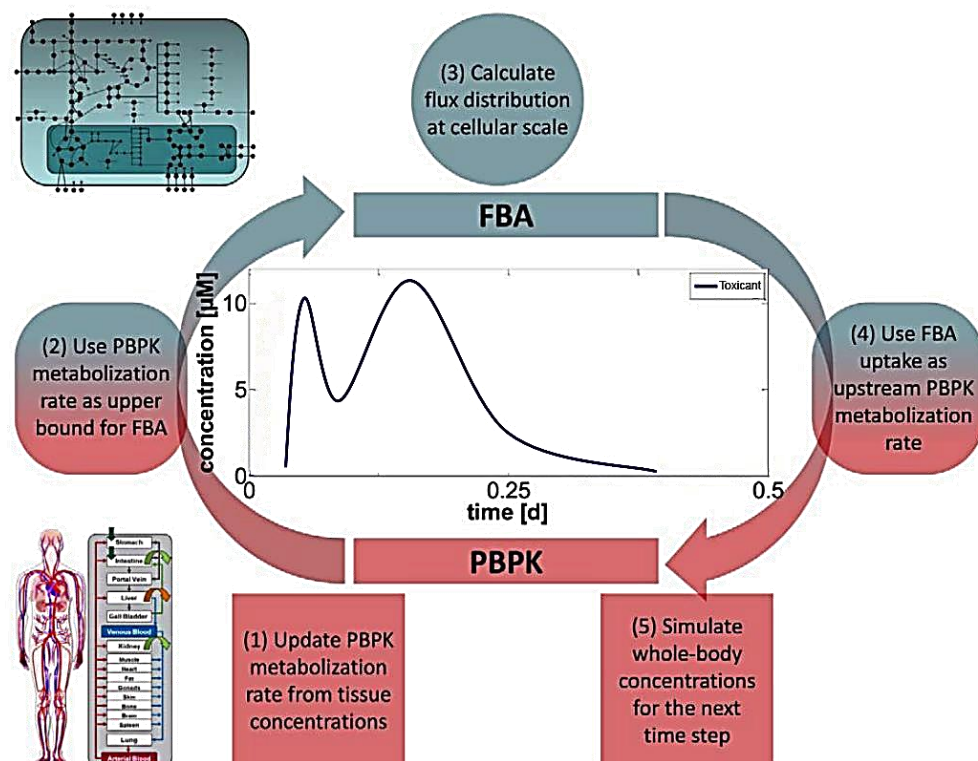 (3) Calculate
flux distribution
at cellular scale
FBA
Toxicant
concentration [µM]
10
5
0
0
0.25
0.5
time [d]
(2) Use PBPK
metabolization
rate as upper
bound for FBA
(4) Use FBA
uptake as
upstream PBPK
metabolization
rate
PBPK
(1) Update PBPK
metabolization
rate from tissue
concentrations
(5) Simulate
whole-body
concentrations
for the next
time step
Stomach
Intestine
Portal Vein
Liver
Gall Bladder
Venous Blood
Kidney
Muscle
Heart
Fat
Gonads
Skin
Bone
Brain
Spleen
Lung
Arterial Blood